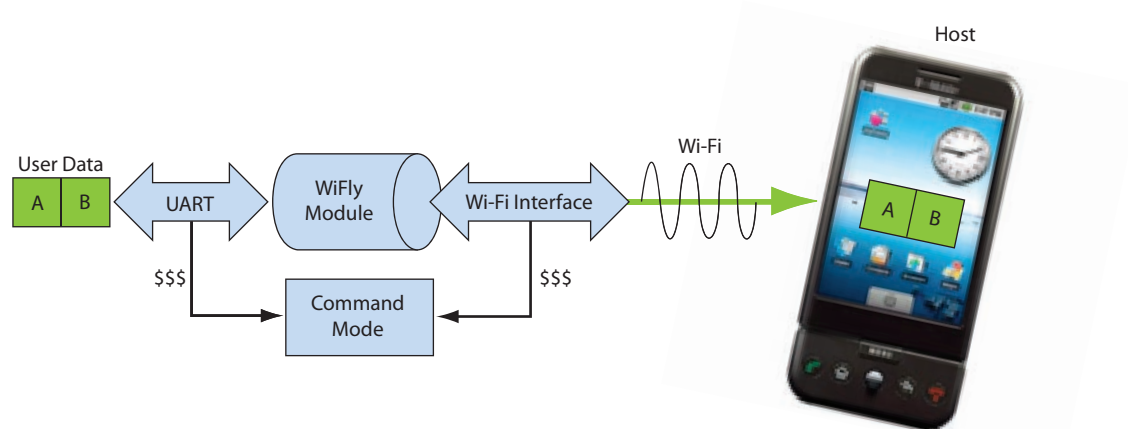 Host
Wi-Fi
User Data
A B
UART
WiFly
Module
Wi-Fi Interface
A B
$$$
$$$
Command
Mode